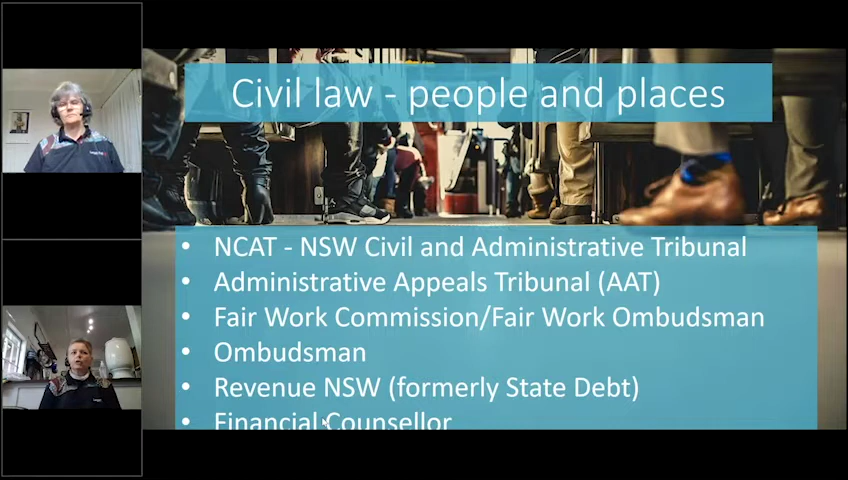 Civil law - people and places
• NCAT - NSW Civil and Administrative Tribunal
• Administrative Appeals Tribunal (AAT)
• Fair Work Commission/Fair Work Ombudsman
• Ombudsman
• Revenue NSW (formerly State Debt)
• Financial Counsellor